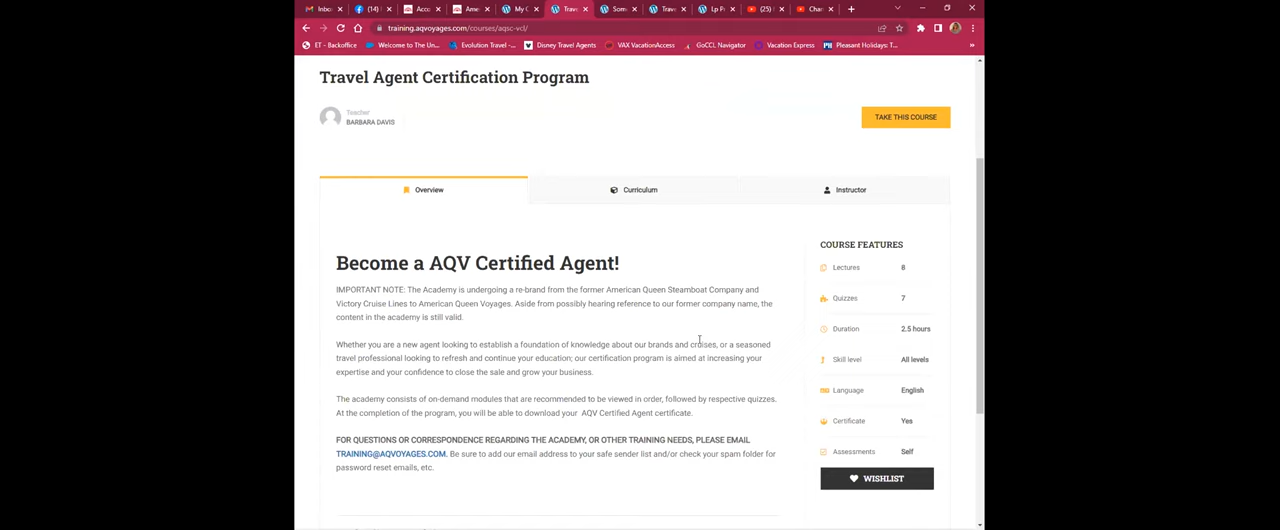 Inbo
(14)
Acco
Ame
My C
Trave
Som
Trave
Lp P
(25)
Chan
training.aqvoyages.com/courses/aqsc-vcl/
ET - Backoffice
Welcome to The Un...
Evolution Travel -...
Disney Travel Agents
VAX VacationAccess
GoCCL Navigator
Vacation Express
Pleasant Holidays: T...
»
Travel Agent Certification Program
Teacher
BARBARA DAVIS
TAKE THIS COURSE
Overview
Curriculum
Instructor
Become a AQV Certified Agent!
IMPORTANT NOTE: The Academy is undergoing a re-brand from the former American Queen Steamboat Company and
Victory Cruise Lines to American Queen Voyages. Aside from possibly hearing reference to our former company name, the
content in the academy is still valid.
Whether you are a new agent looking to establish a foundation of knowledge about our brands and cruises, or a seasoned
travel professional looking to refresh and continue your education; our certification program is aimed at increasing your
expertise and your confidence to close the sale and grow your business.
The academy consists of on-demand modules that are recommended to be viewed in order, followed by respective quizzes.
At the completion of the program, you will be able to download your AQV Certified Agent certificate.
FOR QUESTIONS OR CORRESPONDENCE REGARDING THE ACADEMY, OR OTHER TRAINING NEEDS, PLEASE EMAIL
TRAINING@AQVOYAGES.COM. Be sure to add our email address to your safe sender list and/or check your spam folder for
password reset emails, etc.
COURSE FEATURES
Lectures 8
Quizzes 7
Duration 2.5 hours
Skill level All levels
Language English
Certificate Yes
Assessments Self
WISHLIST